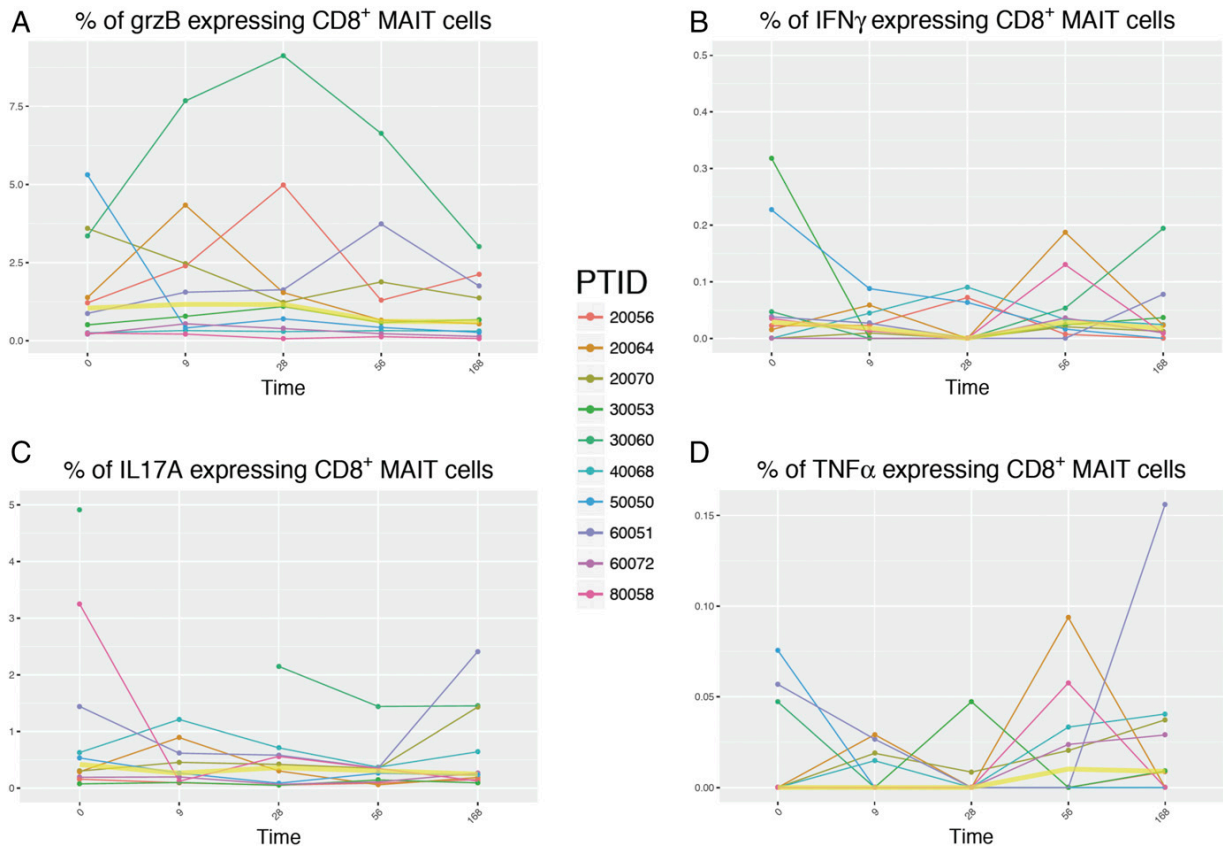 A
% of grzB expressing CD8⁺ MAIT cells
7.5
5.0
2.5
0.0
0 9 28 56 168
Time
B
% of IFNγ expressing CD8⁺ MAIT cells
0.5
0.4
0.3
0.2
0.1
0.0
0 9 28 56 168
Time
PTID
20056
20064
20070
30053
30060
40068
50050
60051
60072
80058
C
% of IL17A expressing CD8⁺ MAIT cells
5
4
3
2
1
0
0 9 28 56 168
Time
D
% of TNFα expressing CD8⁺ MAIT cells
0.15
0.10
0.05
0.00
0 9 28 56 168
Time